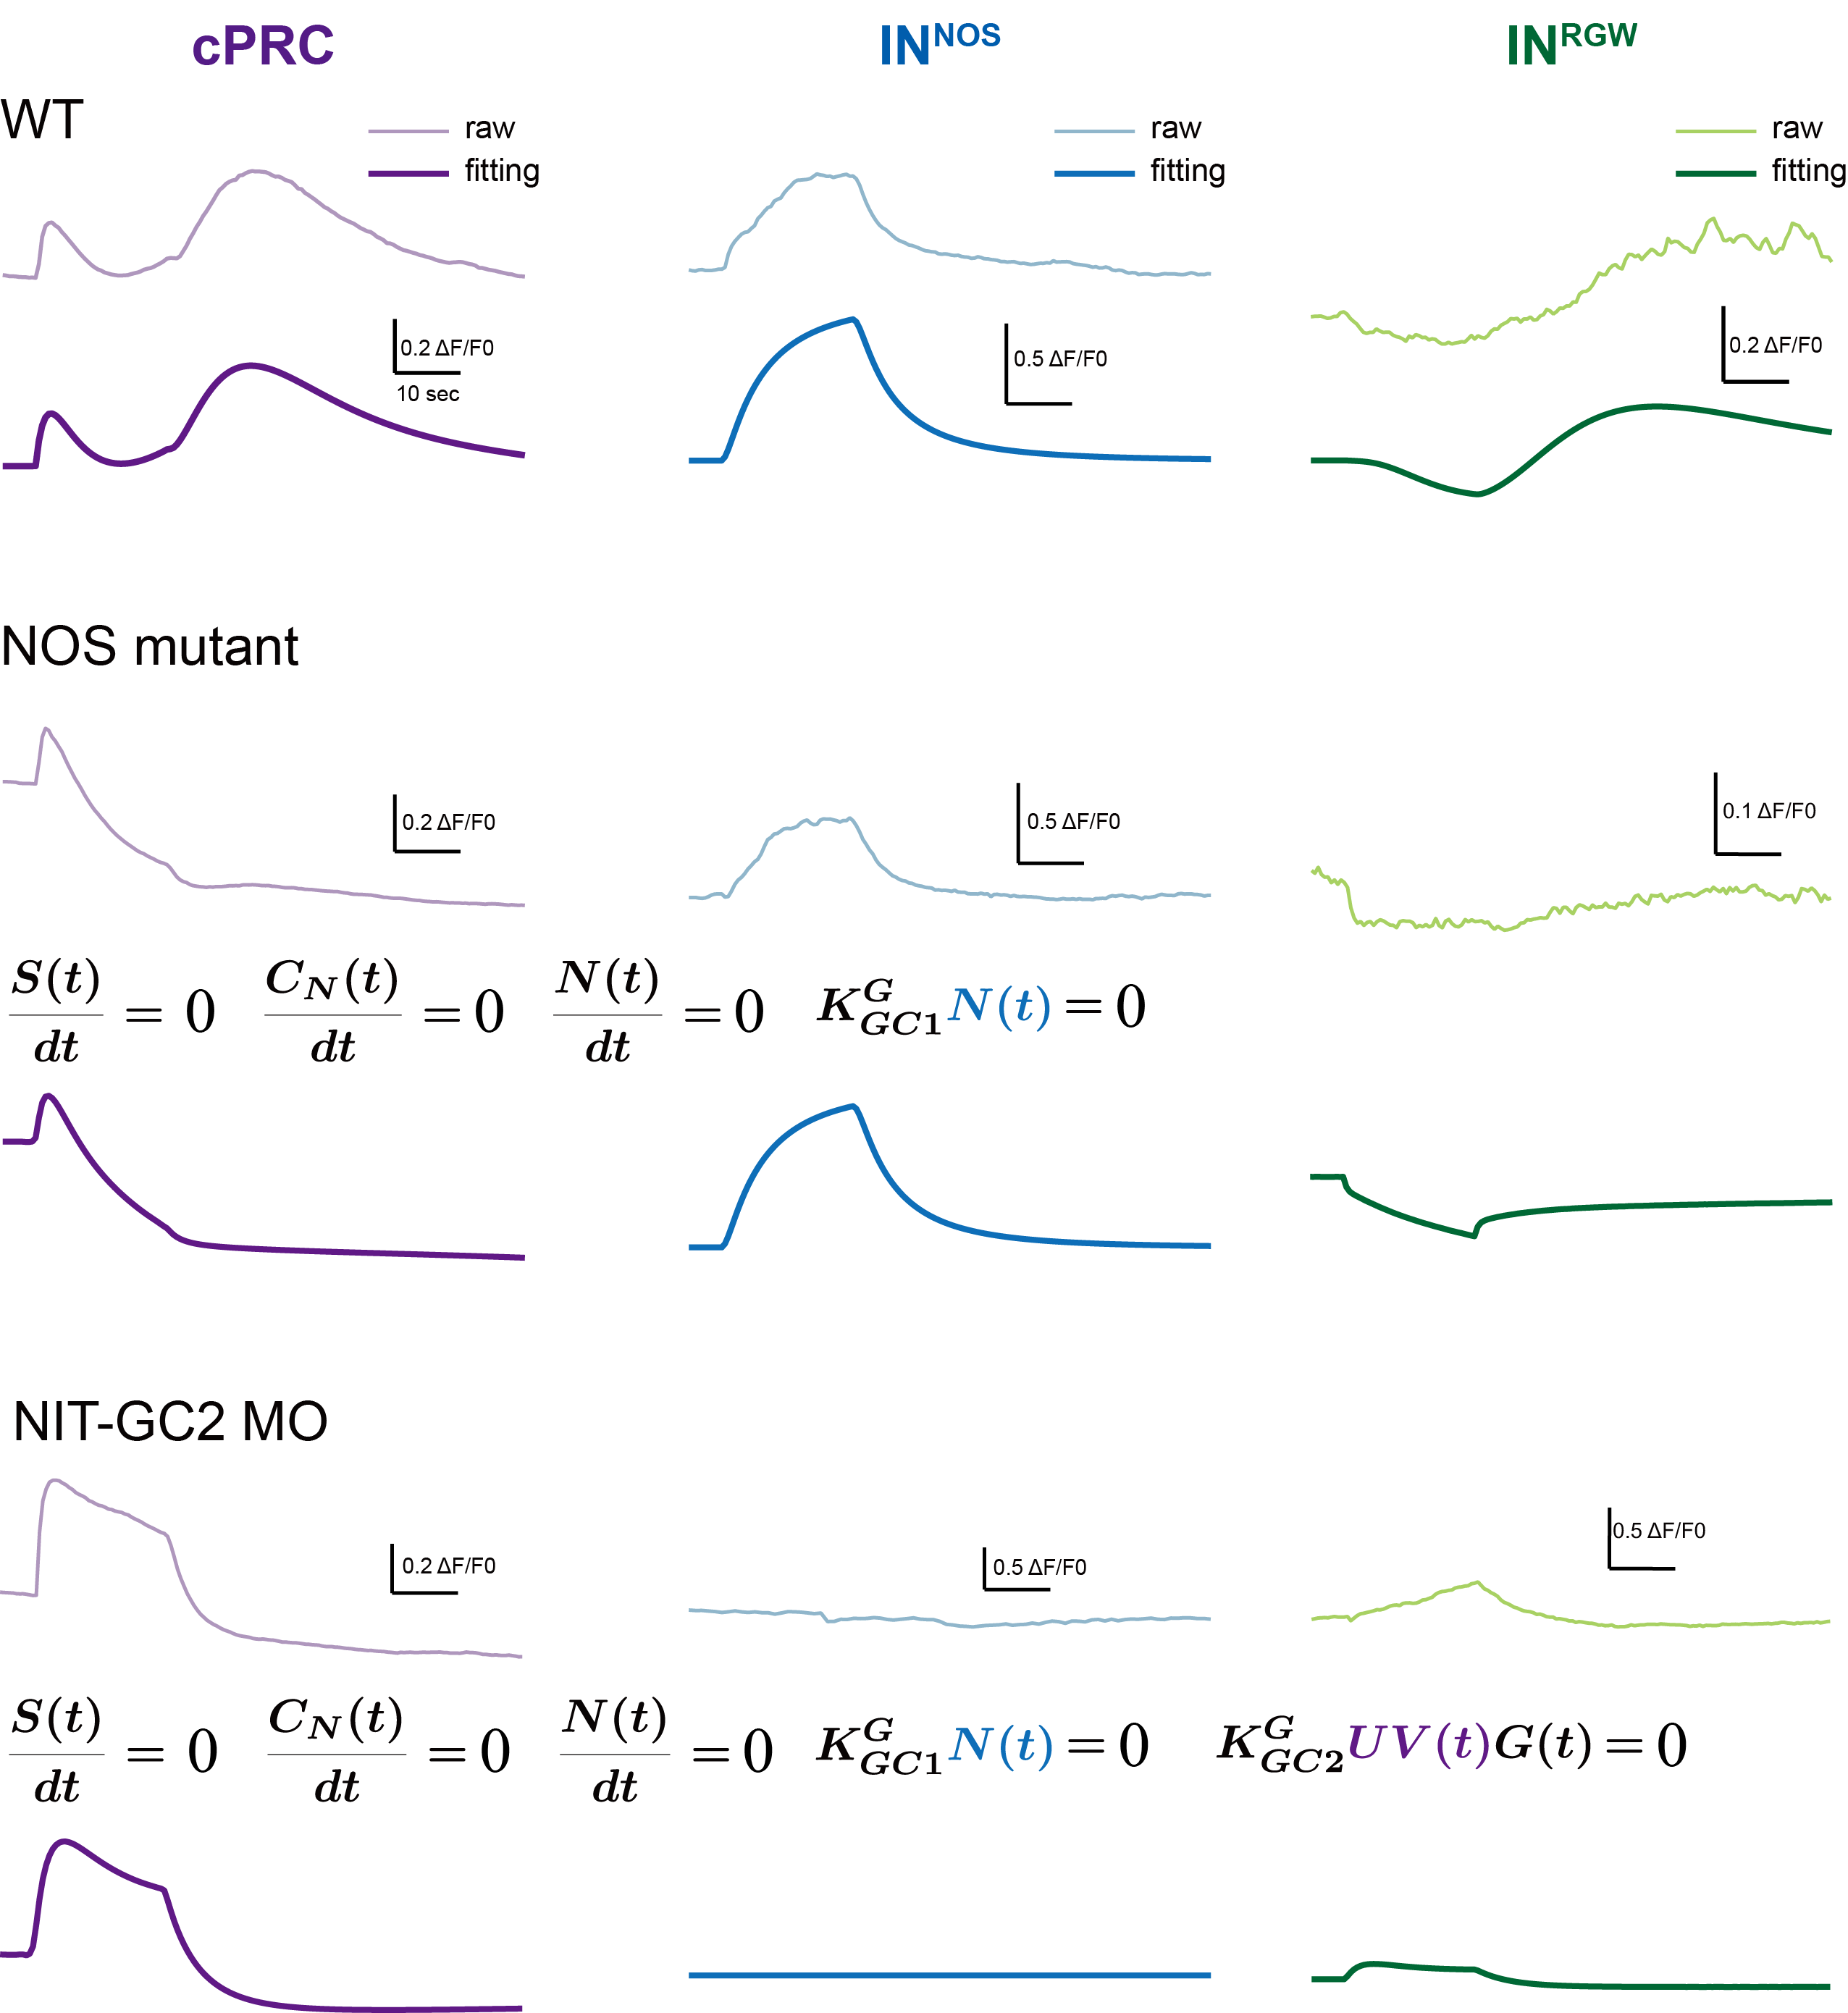 cPRC IN^NOS IN^RGW
WT
raw raw raw
fitting fitting fitting
0.2 ΔF/F0 0.5 ΔF/F0 0.2 ΔF/F0
10 sec
NOS mutant
0.2 ΔF/F0 0.5 ΔF/F0 0.1 ΔF/F0
S(t)/dt = 0 C_N(t)/dt = 0 N(t)/dt = 0 K^G_GC1 N(t) = 0
NIT-GC2 MO
0.2 ΔF/F0 0.5 ΔF/F0 0.5 ΔF/F0
S(t)/dt = 0 C_N(t)/dt = 0 N(t)/dt = 0 K^G_GC1 N(t) = 0 K^G_GC2 UV(t)G(t) = 0